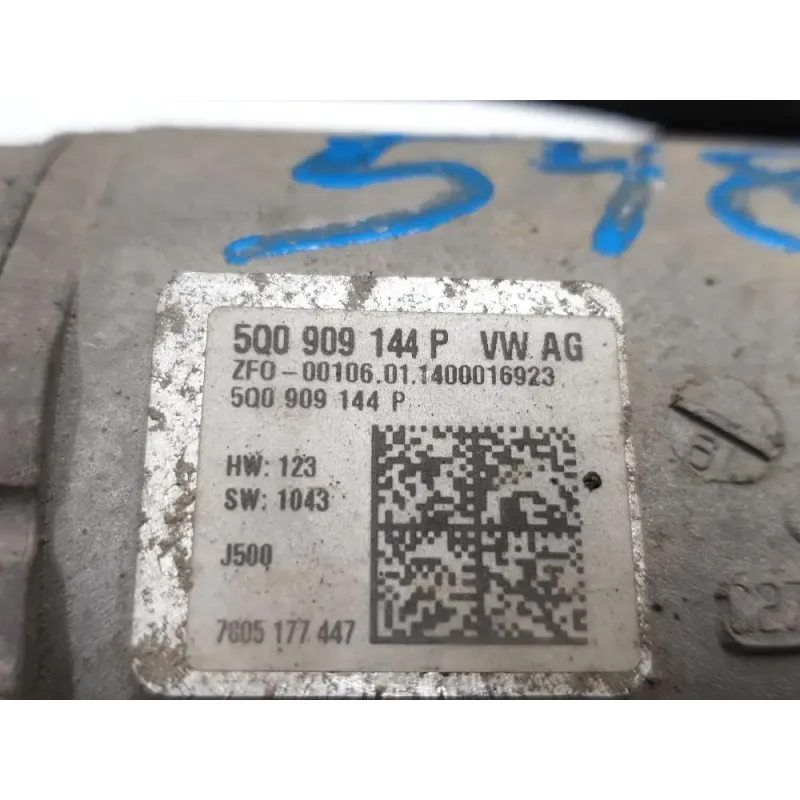 548
5Q0 909 144 P VW AG
ZFO-00106.01.1400016923
5Q0 909 144 P
HW: 123
SW: 1043
J500
7805 177 447